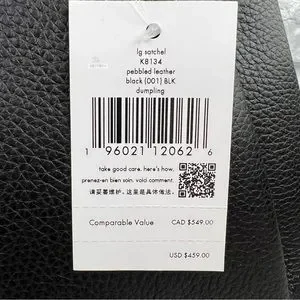 lg satchel
K8134
pebbled leather
black (001) BLK
dumpling
1 96021 12062 6
take good care. here's how.
prenez-en bien soin. voici comment.
请妥善维护。这里是具体做法。
Comparable Value CAD $549.00
USD $459.00